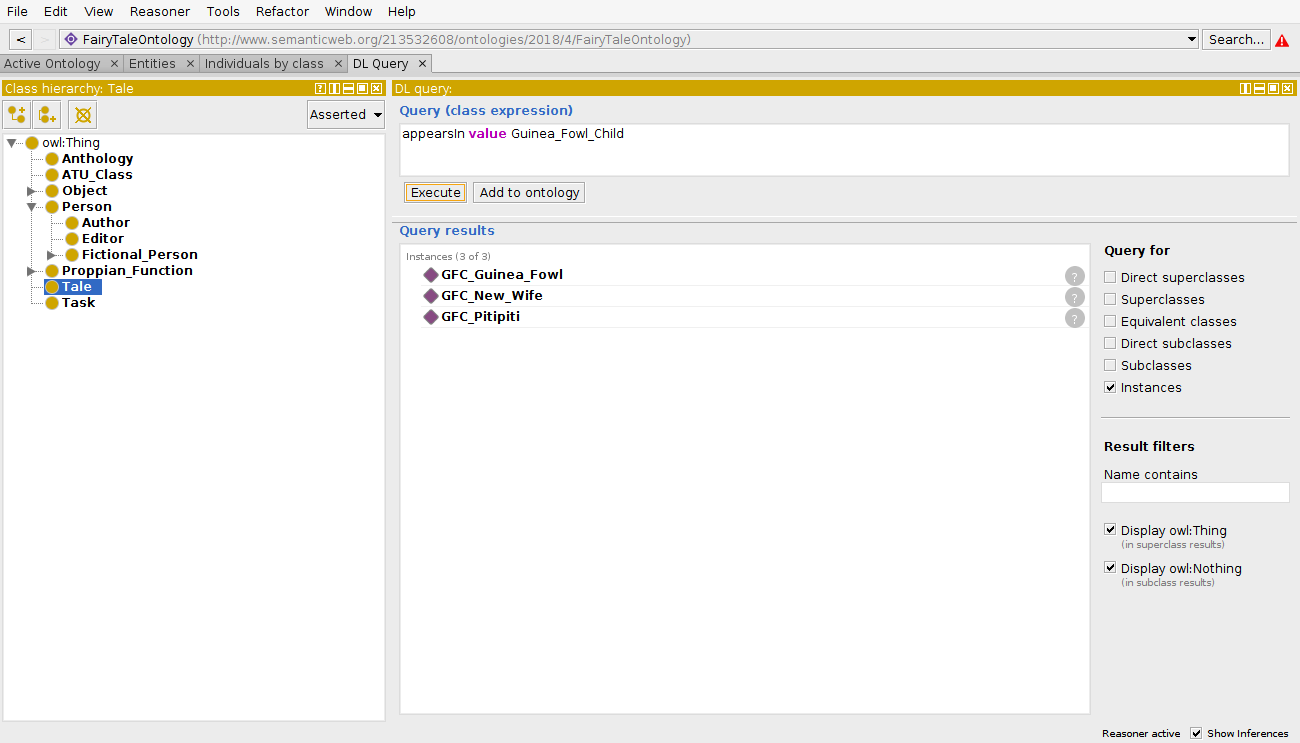 File Edit View Reasoner Tools Refactor Window Help
< > FairyTaleOntology (http://www.semanticweb.org/213532608/ontologies/2018/4/FairyTaleOntology) Search...
Active Ontology × Entities × Individuals by class × DL Query ×
Class hierarchy: Tale
DL query:
Asserted
owl:Thing
Anthology
ATU_Class
Object
Person
Author
Editor
Fictional_Person
Proppian_Function
Tale
Task
Query (class expression)
appearsIn value Guinea_Fowl_Child
Execute Add to ontology
Query results
Instances (3 of 3)
GFC_Guinea_Fowl ?
GFC_New_Wife ?
GFC_Pitipiti ?
Query for
Direct superclasses
Superclasses
Equivalent classes
Direct subclasses
Subclasses
Instances
Result filters
Name contains
Display owl:Thing
(in superclass results)
Display owl:Nothing
(in subclass results)
Reasoner active Show Inferences